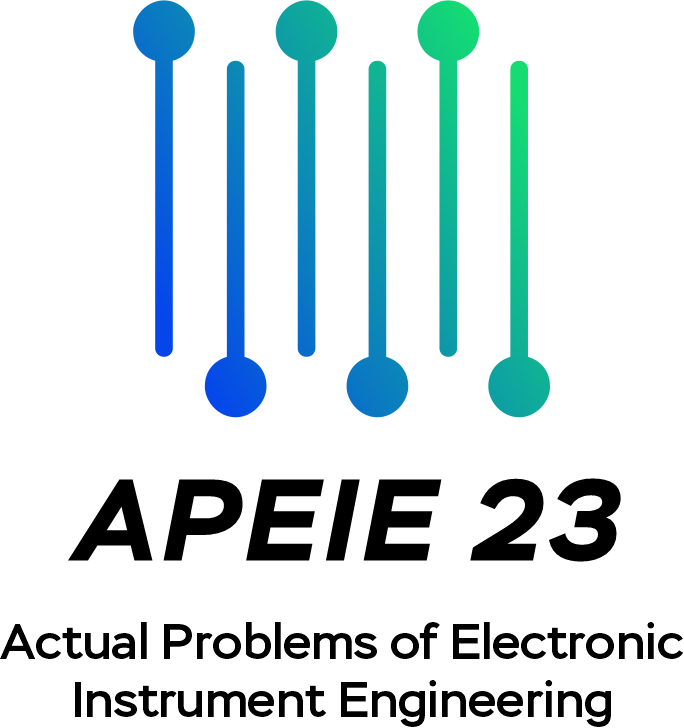 APEIE 23
Actual Problems of Electronic
Instrument Engineering